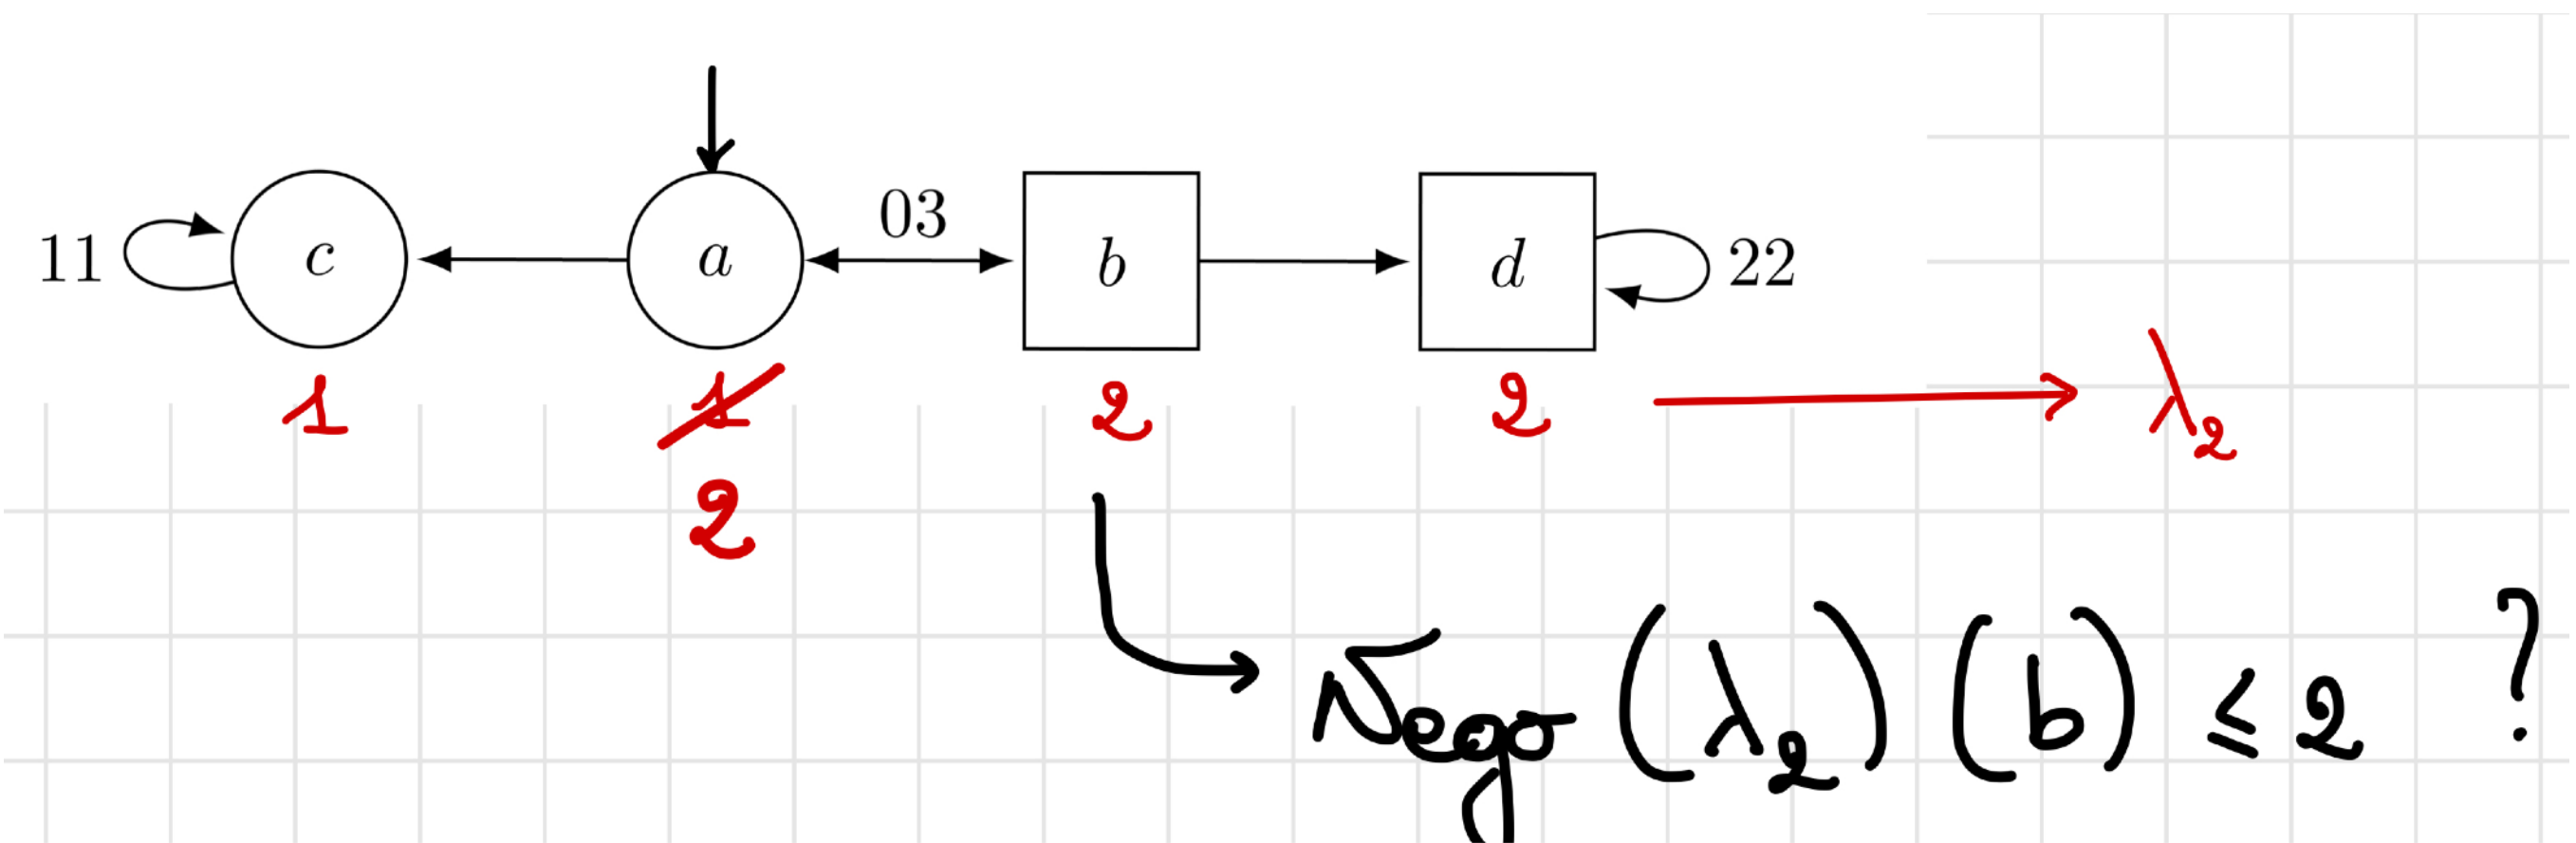 03
11 c a b d 22
1 1 2 2 λ₂
2
Nego (λ₂) (b) ≤ 2 ?